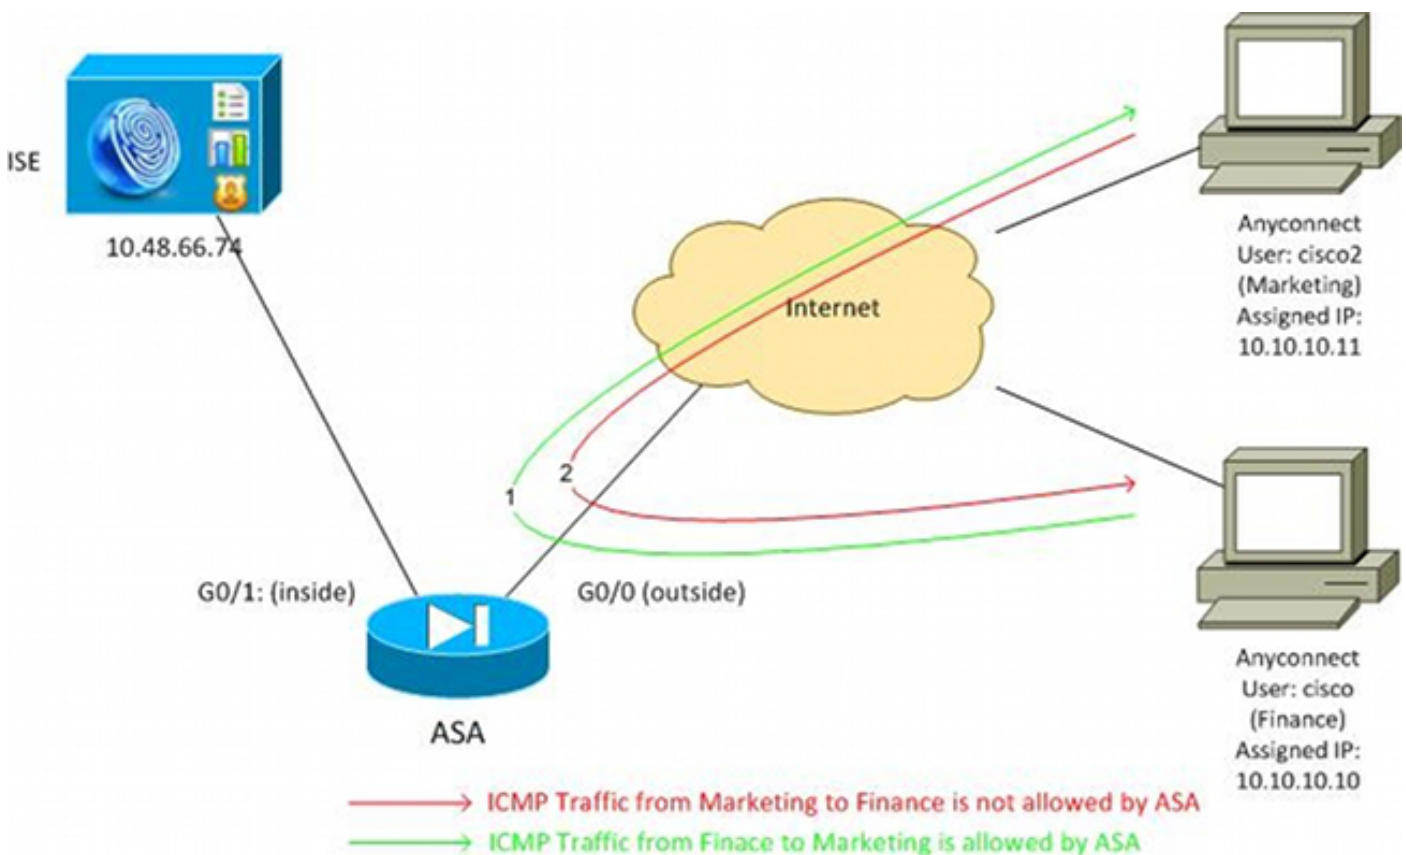 ISE
10.48.66.74
Internet
Anyconnect
User: cisco2
(Marketing)
Assigned IP:
10.10.10.11
1
2
G0/1: (inside)
G0/0 (outside)
ASA
Anyconnect
User: cisco
(Finance)
Assigned IP:
10.10.10.10
ICMP Traffic from Marketing to Finance is not allowed by ASA
ICMP Traffic from Finace to Marketing is allowed by ASA